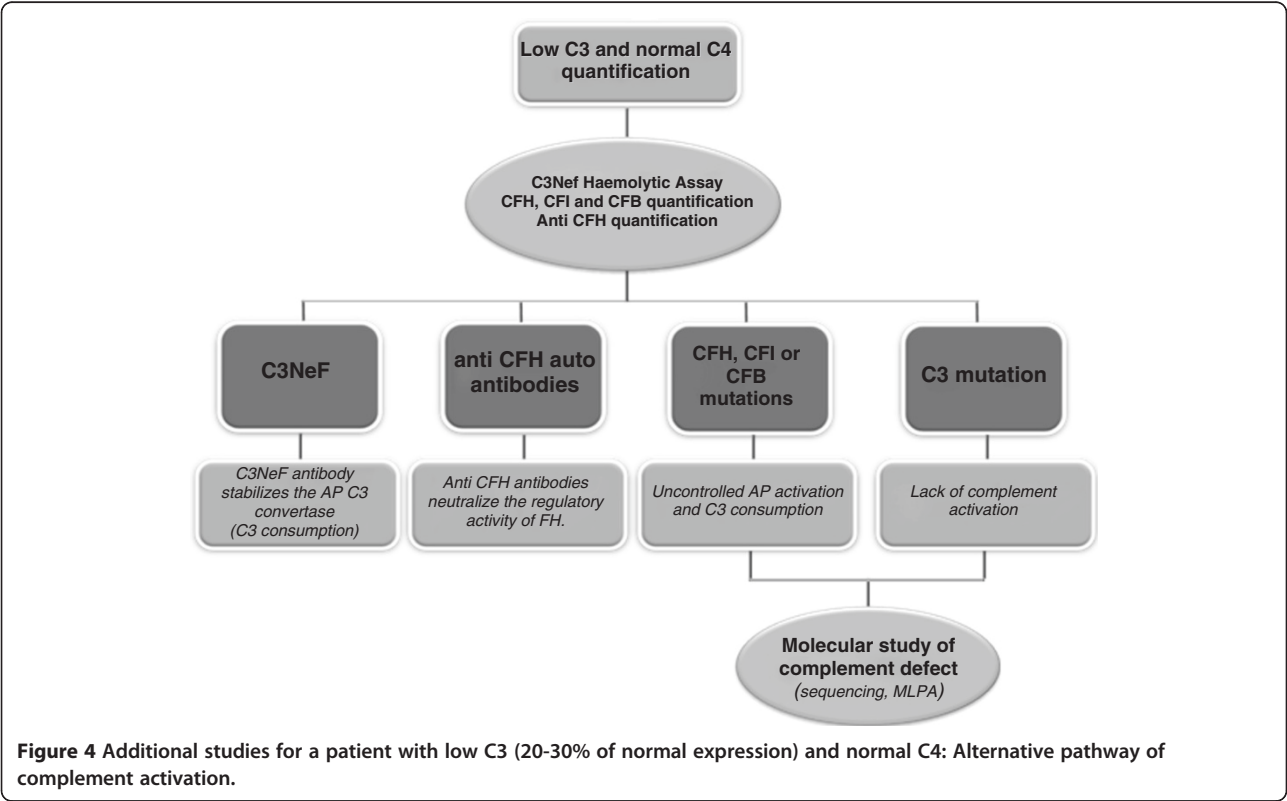 Low C3 and normal C4
quantification
C3Nef Haemolytic Assay
CFH, CFI and CFB quantification
Anti CFH quantification
C3NeF
anti CFH auto
antibodies
CFH, CFI or
CFB
mutations
C3 mutation
C3NeF antibody
stabilizes the AP C3
convertase
(C3 consumption)
Anti CFH antibodies
neutralize the regulatory
activity of FH.
Uncontrolled AP activation
and C3 consumption
Lack of complement
activation
Molecular study of
complement defect
(sequencing, MLPA)
Figure 4 Additional studies for a patient with low C3 (20-30% of normal expression) and normal C4: Alternative pathway of
complement activation.